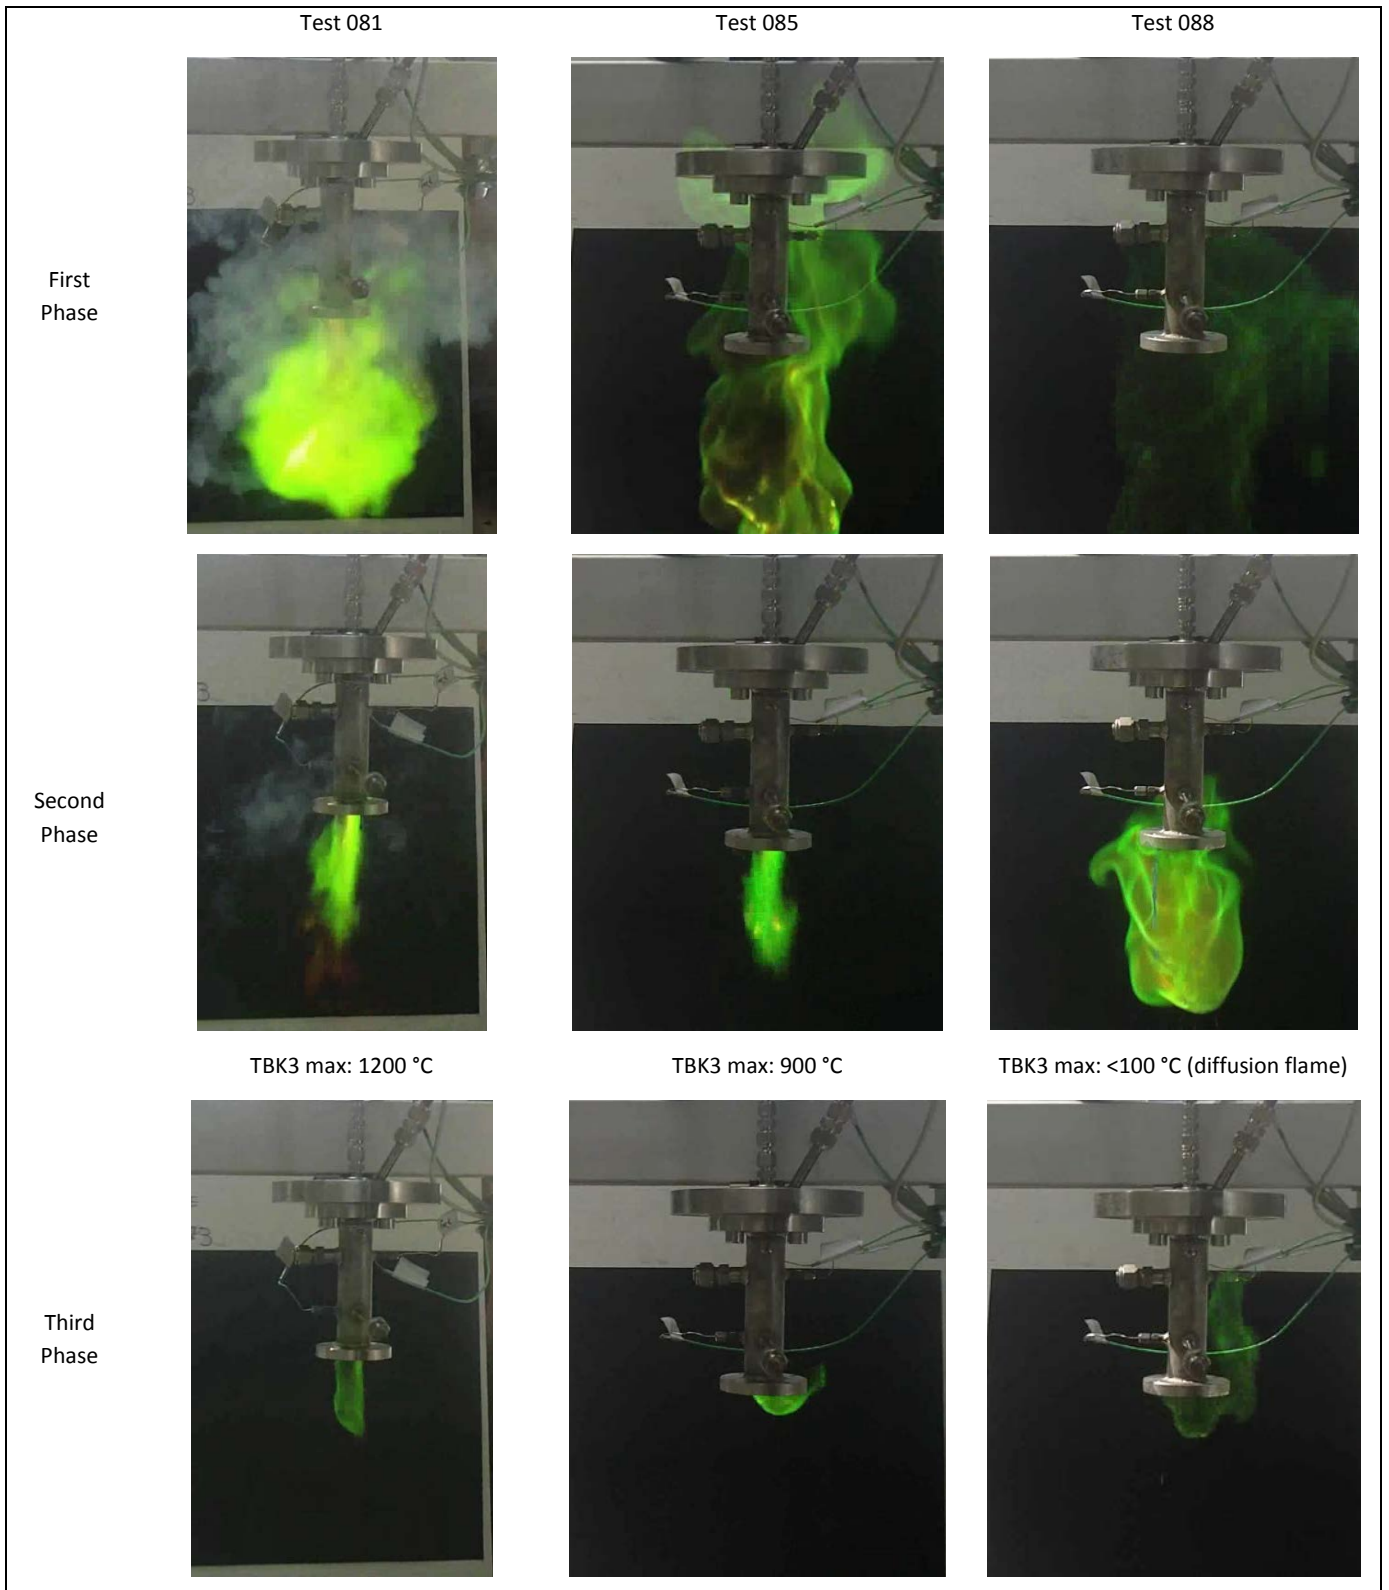 Test 081
Test 085
Test 088
First
Phase
Second
Phase
TBK3 max: 1200 °C
TBK3 max: 900 °C
TBK3 max: <100 °C (diffusion flame)
Third
Phase